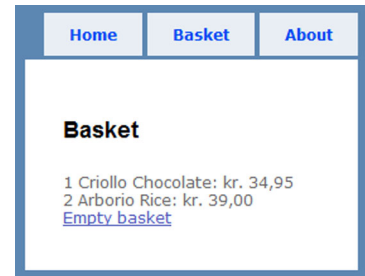 Home Basket About
Basket
1 Criollo Chocolate: kr. 34,95
2 Arborio Rice: kr. 39,00
Empty basket